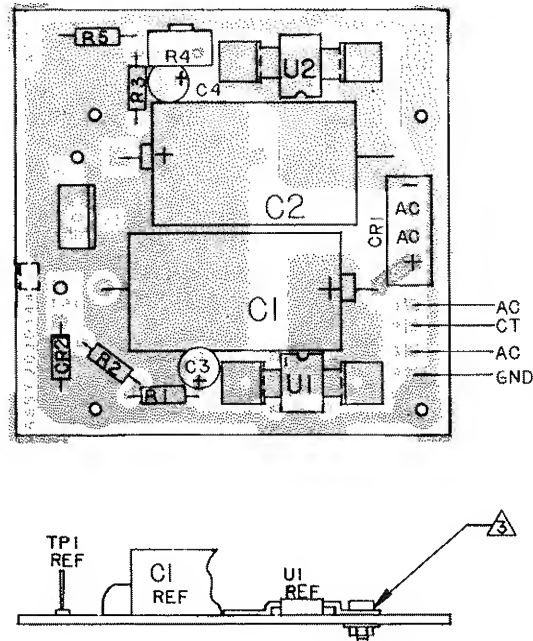 R5
R4
U2
R3
+
C4
+
C2
-
AC
AC
+
CR1
C1
+
AC
CT
AC
GND
CR2
R2
C3
+
R1
U1
TP1
REF
C1
REF
U1
REF
3